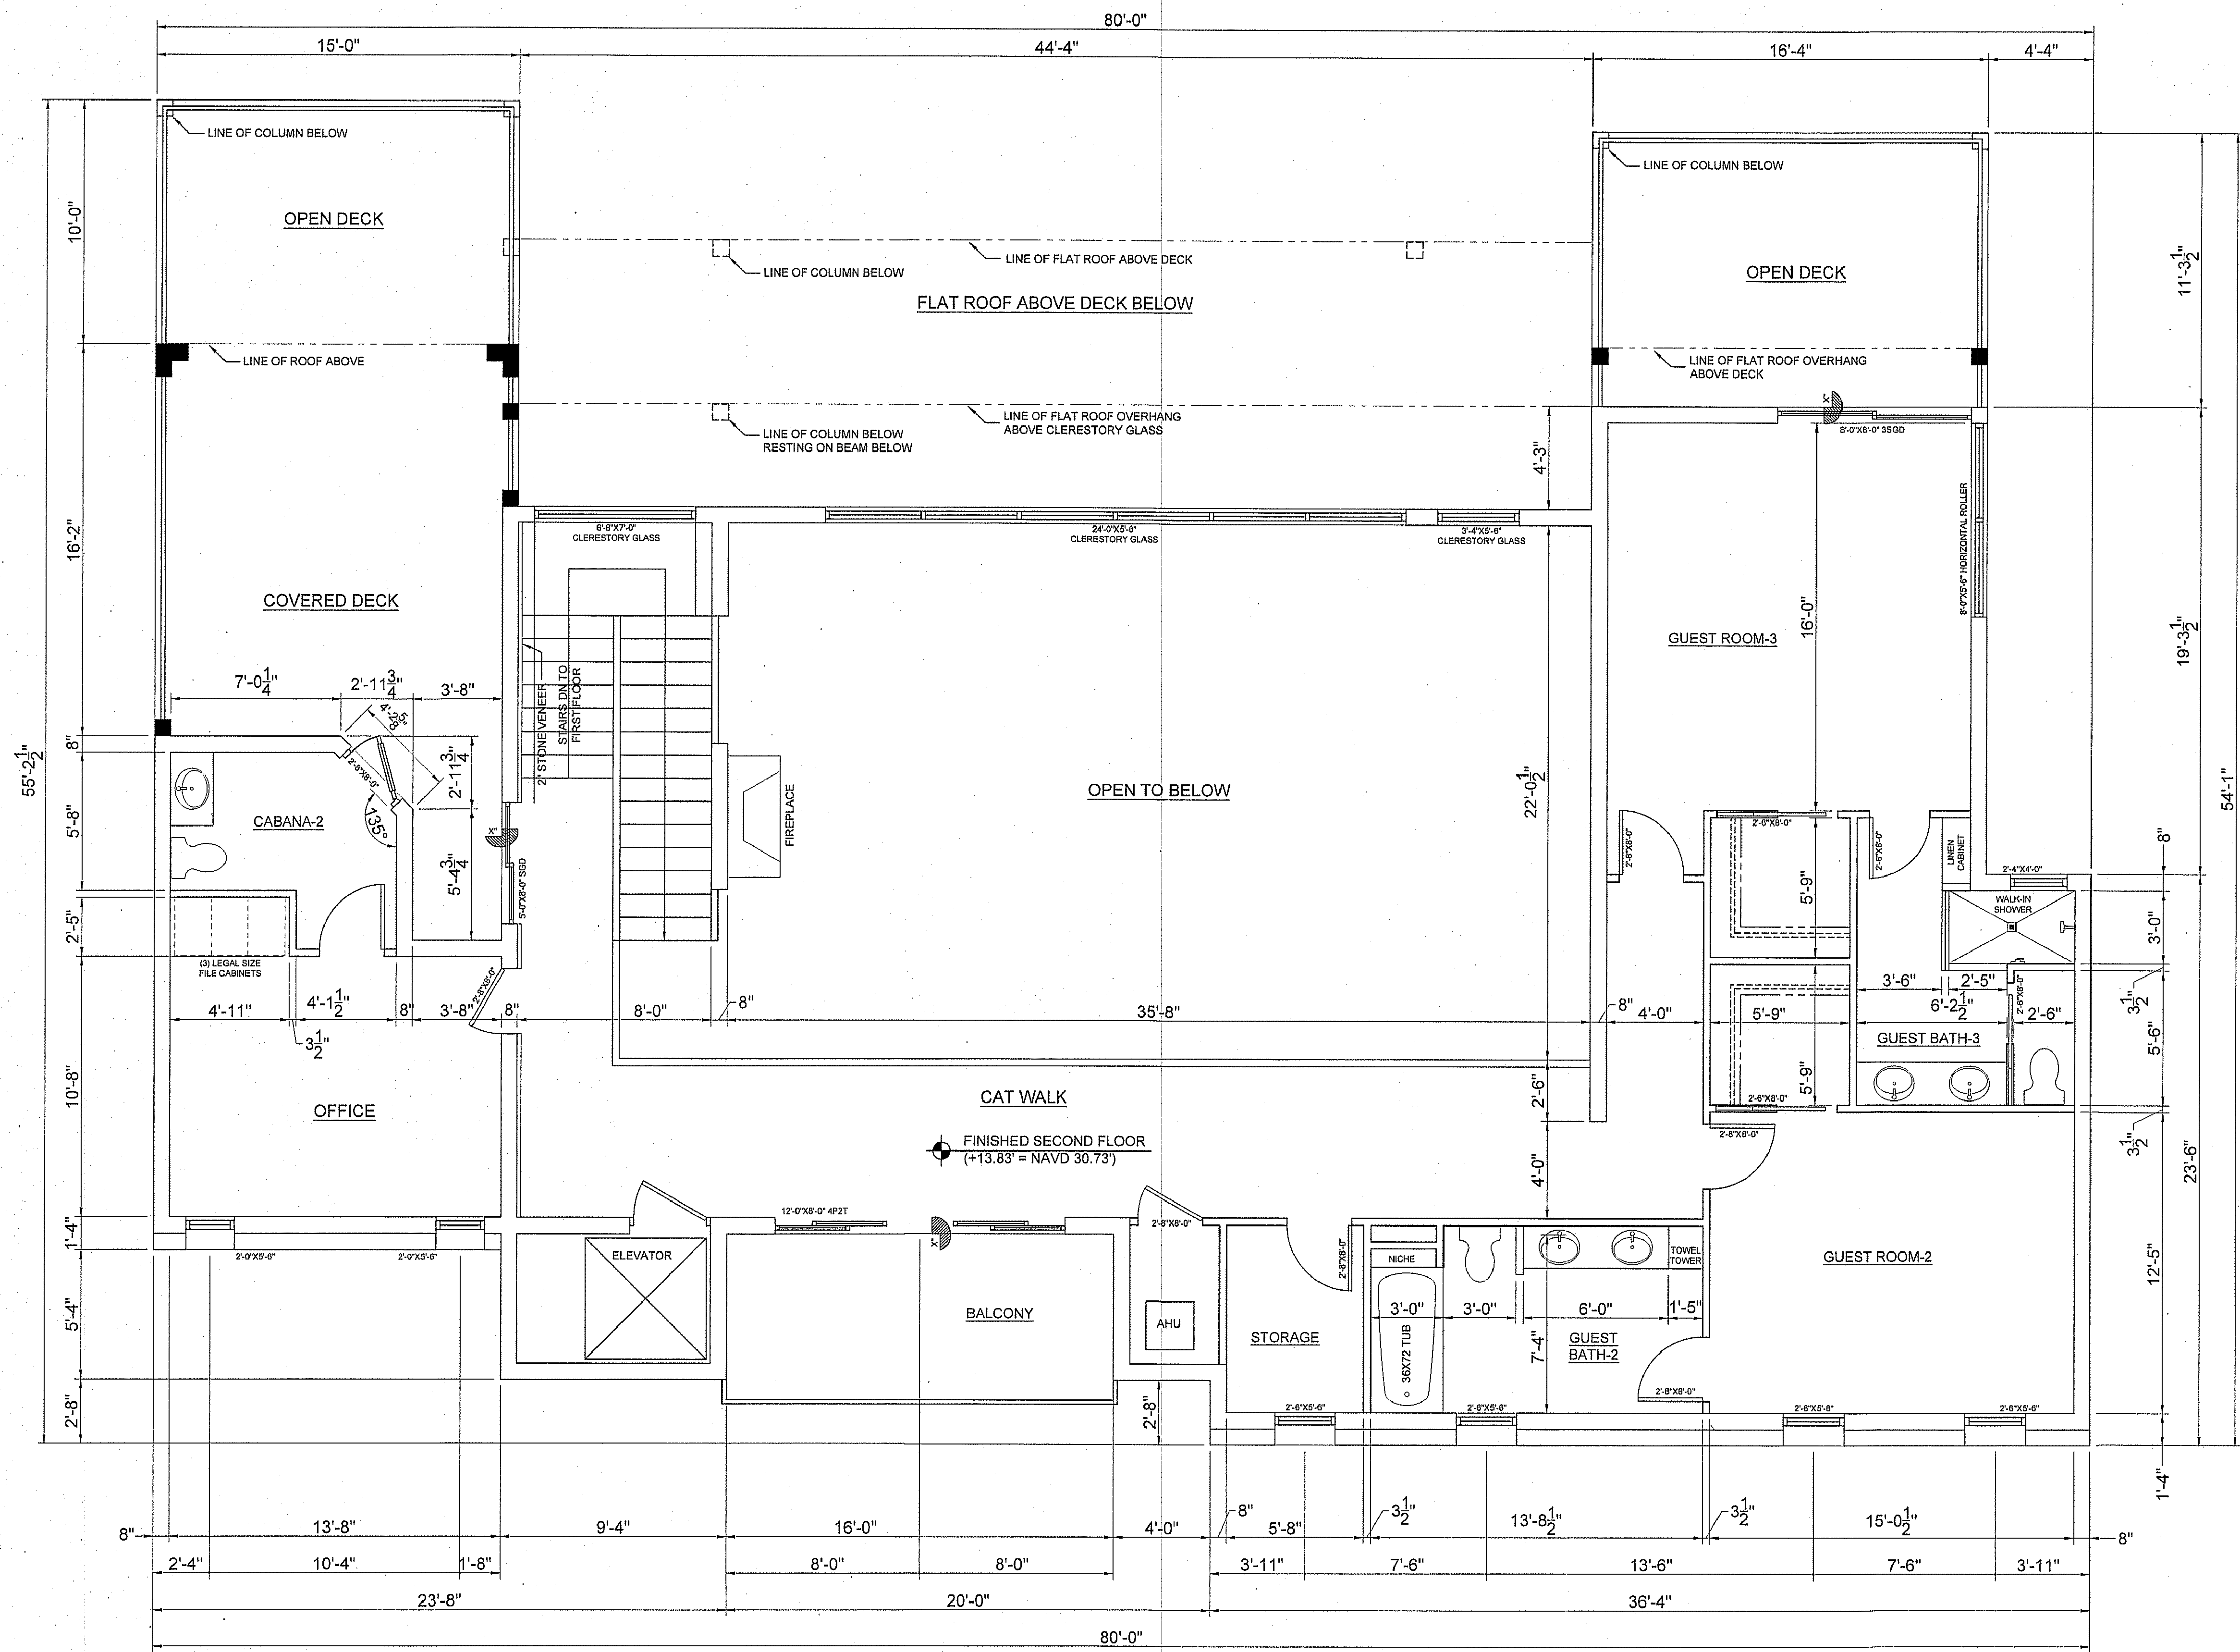 80'-0"
15'-0"
44'-4"
16'-4"
4'-4"
LINE OF COLUMN BELOW
OPEN DECK
10'-0"
LINE OF COLUMN BELOW
LINE OF FLAT ROOF ABOVE DECK
FLAT ROOF ABOVE DECK BELOW
LINE OF COLUMN BELOW
OPEN DECK
11'-3 1/2"
LINE OF ROOF ABOVE
LINE OF FLAT ROOF OVERHANG
ABOVE DECK
LINE OF COLUMN BELOW
RESTING ON BEAM BELOW
LINE OF FLAT ROOF OVERHANG
ABOVE CLERESTORY GLASS
4'-3"
X"
8'-0"X8'-0" 3SGD
16'-2"
6'-8"X7'-0"
CLERESTORY GLASS
24'-0"X5'-6"
CLERESTORY GLASS
3'-4"X5'-6"
CLERESTORY GLASS
8'-0"X5'-6" HORIZONTAL ROLLER
COVERED DECK
16'-0"
GUEST ROOM-3
19'-3 1/2"
7'-0 1/4"
2'-11 3/4"
3'-8"
4'-2 5/8"
2'-8"X8'-0"
135°
2'-11 3/4"
5'-4 3/4"
2" STONE VENEER
STAIRS DN TO
FIRST FLOOR
55'-2 1/2"
8"
5'-8"
2'-5"
CABANA-2
X"
5'-0"X8'-0" SGD
FIREPLACE
OPEN TO BELOW
22'-0 1/2"
54'-1"
2'-8"X8'-0"
2'-6"X8'-0"
5'-9"
2'-6"X8'-0"
LINEN
CABINET
2'-4"X4'-0"
8"
WALK-IN
SHOWER
3'-0"
(3) LEGAL SIZE
FILE CABINETS
4'-11"
4'-1 1/2"
8"
3'-8"
2'-8"X8'-0"
8"
8'-0"
8"
35'-8"
8"
4'-0"
5'-9"
3'-6"
2'-5"
6'-2 1/2"
2'-6"X8'-0"
2'-6"
3 1/2"
5'-6"
3 1/2"
GUEST BATH-3
5'-9"
2'-6"X8'-0"
3 1/2"
10'-8"
OFFICE
CAT WALK
2'-6"
FINISHED SECOND FLOOR
(+13.83' = NAVD 30.73')
4'-0"
2'-8"X8'-0"
23'-6"
1'-4"
2'-0"X5'-6"
2'-0"X5'-6"
ELEVATOR
12'-0"X8'-0" 4P2T
X"
2'-8"X8'-0"
2'-8"X8'-0"
NICHE
TOWEL
TOWER
GUEST ROOM-2
12'-5"
5'-4"
BALCONY
AHU
STORAGE
3'-0"
3'-0"
6'-0"
1'-5"
36X72 TUB
7'-4"
GUEST
BATH-2
2'-8"X8'-0"
2'-8"
2'-8"
2'-6"X5'-6"
2'-6"X5'-6"
2'-6"X5'-6"
2'-6"X5'-6"
1'-4"
8"
13'-8"
9'-4"
16'-0"
4'-0"
8"
5'-8"
3 1/2"
13'-8 1/2"
3 1/2"
15'-0 1/2"
8"
2'-4"
10'-4"
1'-8"
8'-0"
8'-0"
3'-11"
7'-6"
13'-6"
7'-6"
3'-11"
23'-8"
20'-0"
36'-4"
80'-0"